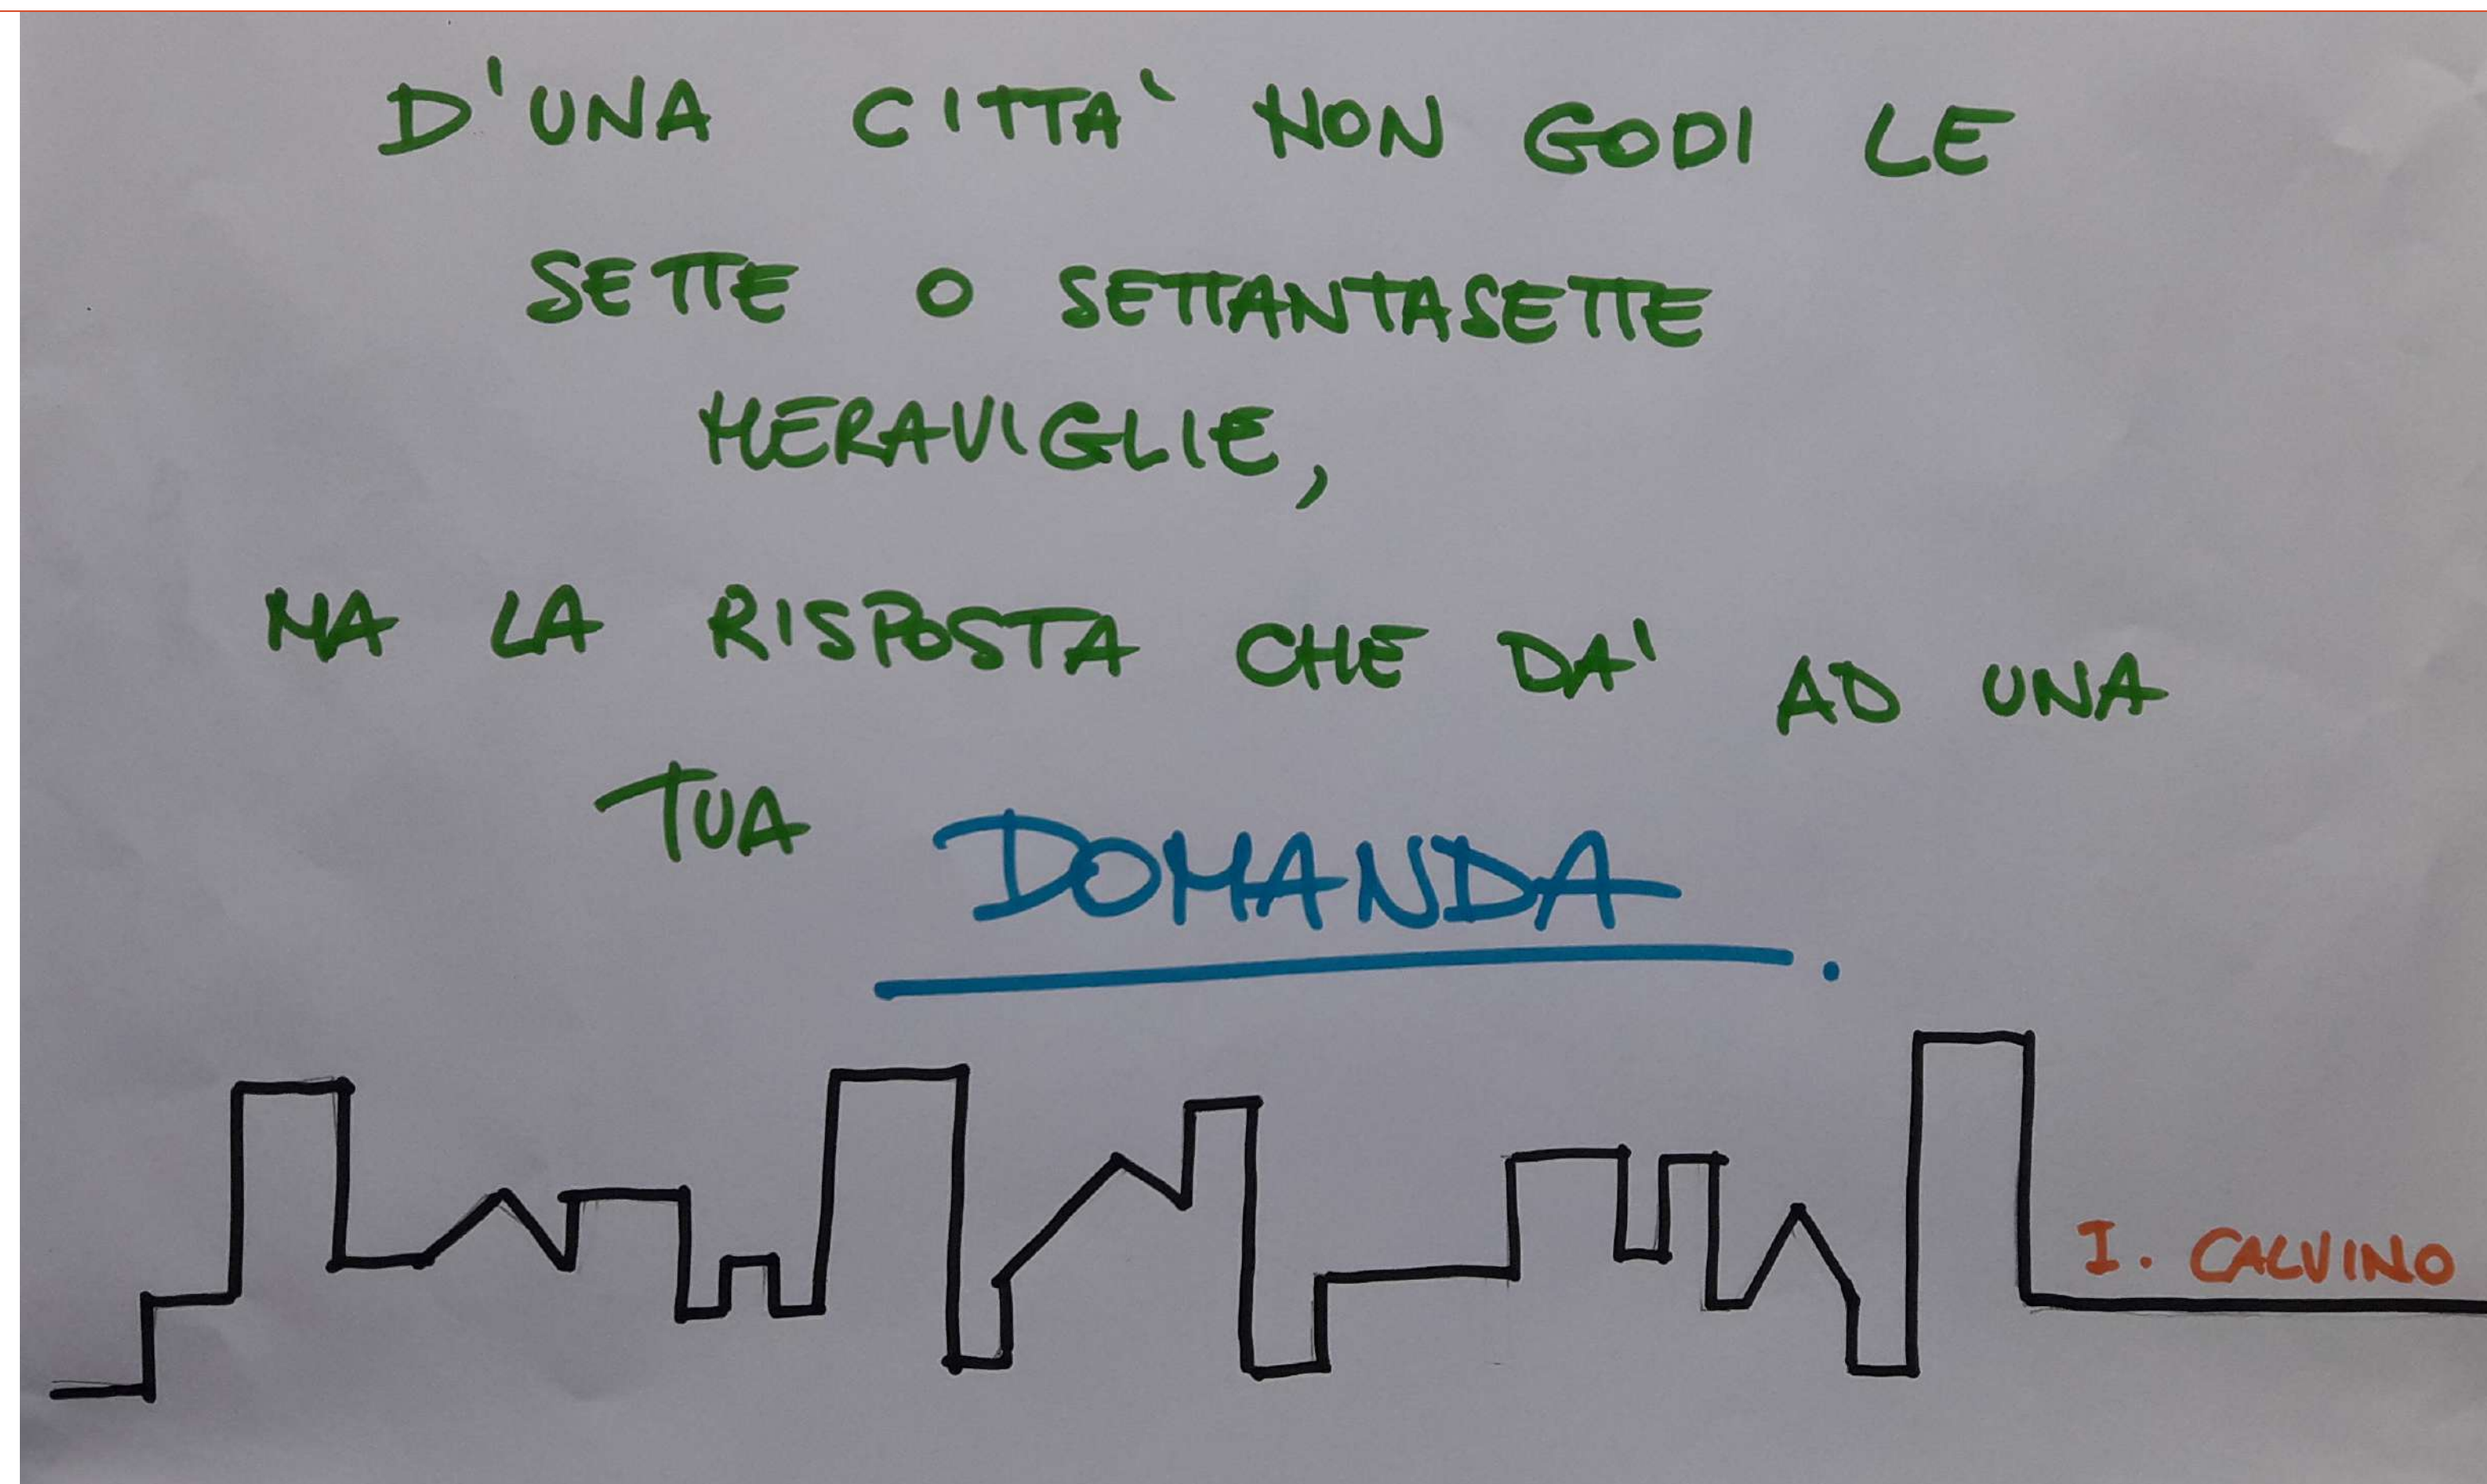 D'UNA CITTA' NON GODI LE
SETTE O SETTANTASETTE
MERAVIGLIE,
MA LA RISPOSTA CHE DA' AD UNA
TUA DOMANDA.
I. CALVINO